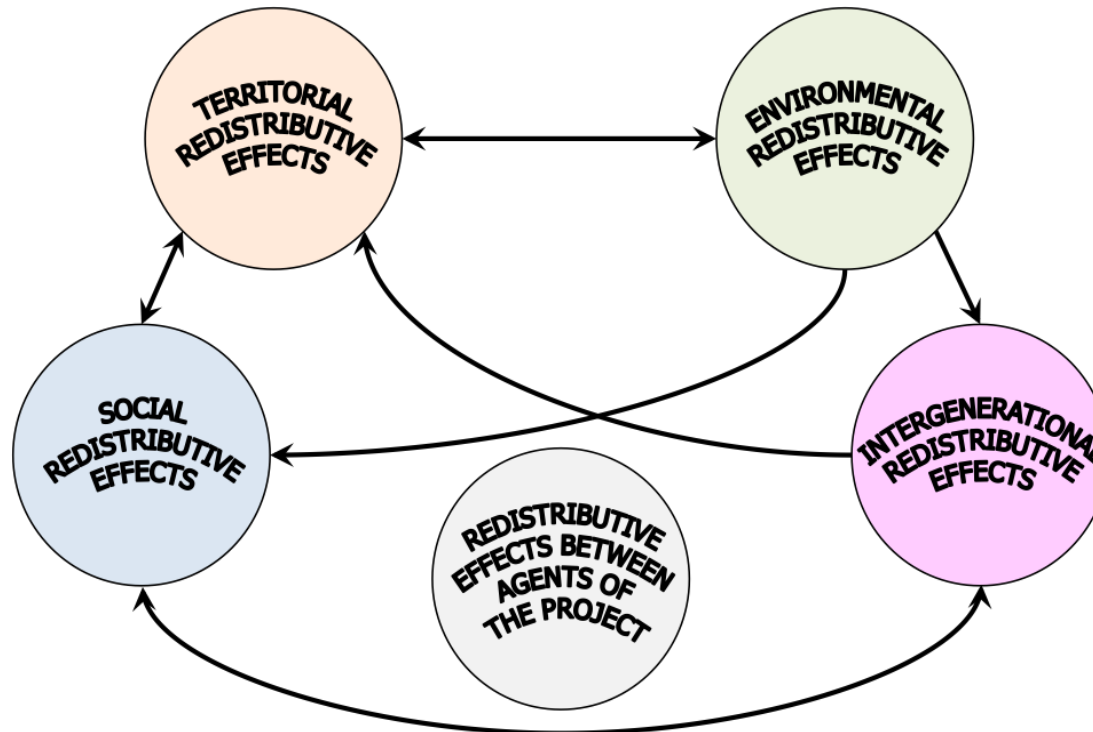 TERRITORIAL
REDISTRIBUTIVE
EFFECTS
ENVIRONMENTAL
REDISTRIBUTIVE
EFFECTS
SOCIAL
REDISTRIBUTIVE
EFFECTS
INTERGENERATIONAL
REDISTRIBUTIVE
EFFECTS
REDISTRIBUTIVE
EFFECTS BETWEEN
AGENTS OF
THE PROJECT